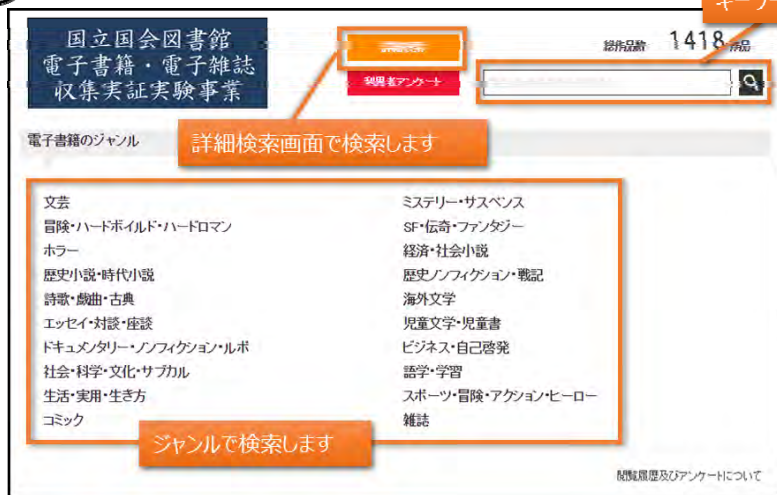 キーワー
国立国会図書館
電子書籍・電子雑誌
収集実証実験事業
総作品数 1418 作品
利用者アンケート
詳細検索画面で検索します
電子書籍のジャンル
文芸
ミステリー・サスペンス
冒険・ハードボイルド・ハードロマン
SF・伝奇・ファンタジー
ホラー
経済・社会小説
歴史小説・時代小説
歴史ノンフィクション・戦記
詩歌・戯曲・古典
海外文学
エッセイ・対談・座談
児童文学・児童書
ドキュメンタリー・ノンフィクション・ルポ
ビジネス・自己啓発
社会・科学・文化・サブカル
語学・学習
生活・実用・生き方
スポーツ・冒険・アクション・ヒーロー
コミック
雑誌
ジャンルで検索します
閲覧履歴及びアンケートについて